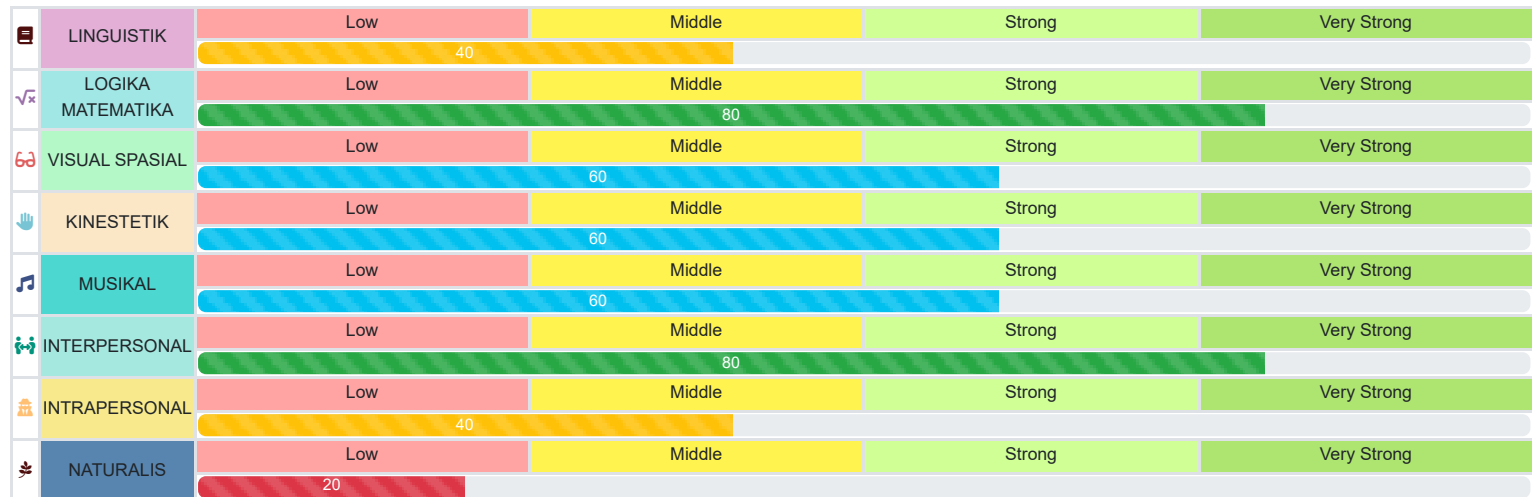 Low Middle Strong Very Strong
LINGUISTIK
40
Low Middle Strong Very Strong
LOGIKA
MATEMATIKA
80
Low Middle Strong Very Strong
VISUAL SPASIAL
60
Low Middle Strong Very Strong
KINESTETIK
60
Low Middle Strong Very Strong
MUSIKAL
60
Low Middle Strong Very Strong
INTERPERSONAL
80
Low Middle Strong Very Strong
INTRAPERSONAL
40
Low Middle Strong Very Strong
NATURALIS
20